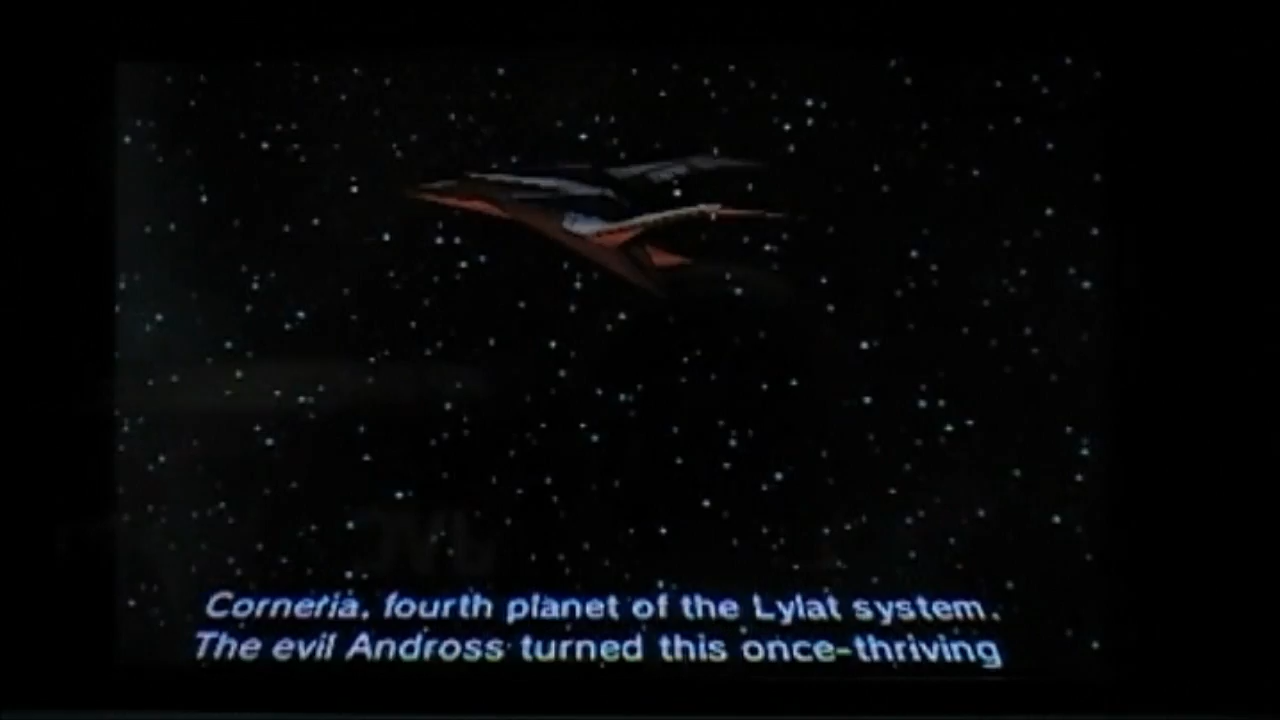 Corneria, fourth planet of the Lylat system.
The evil Andross turned this once-thriving